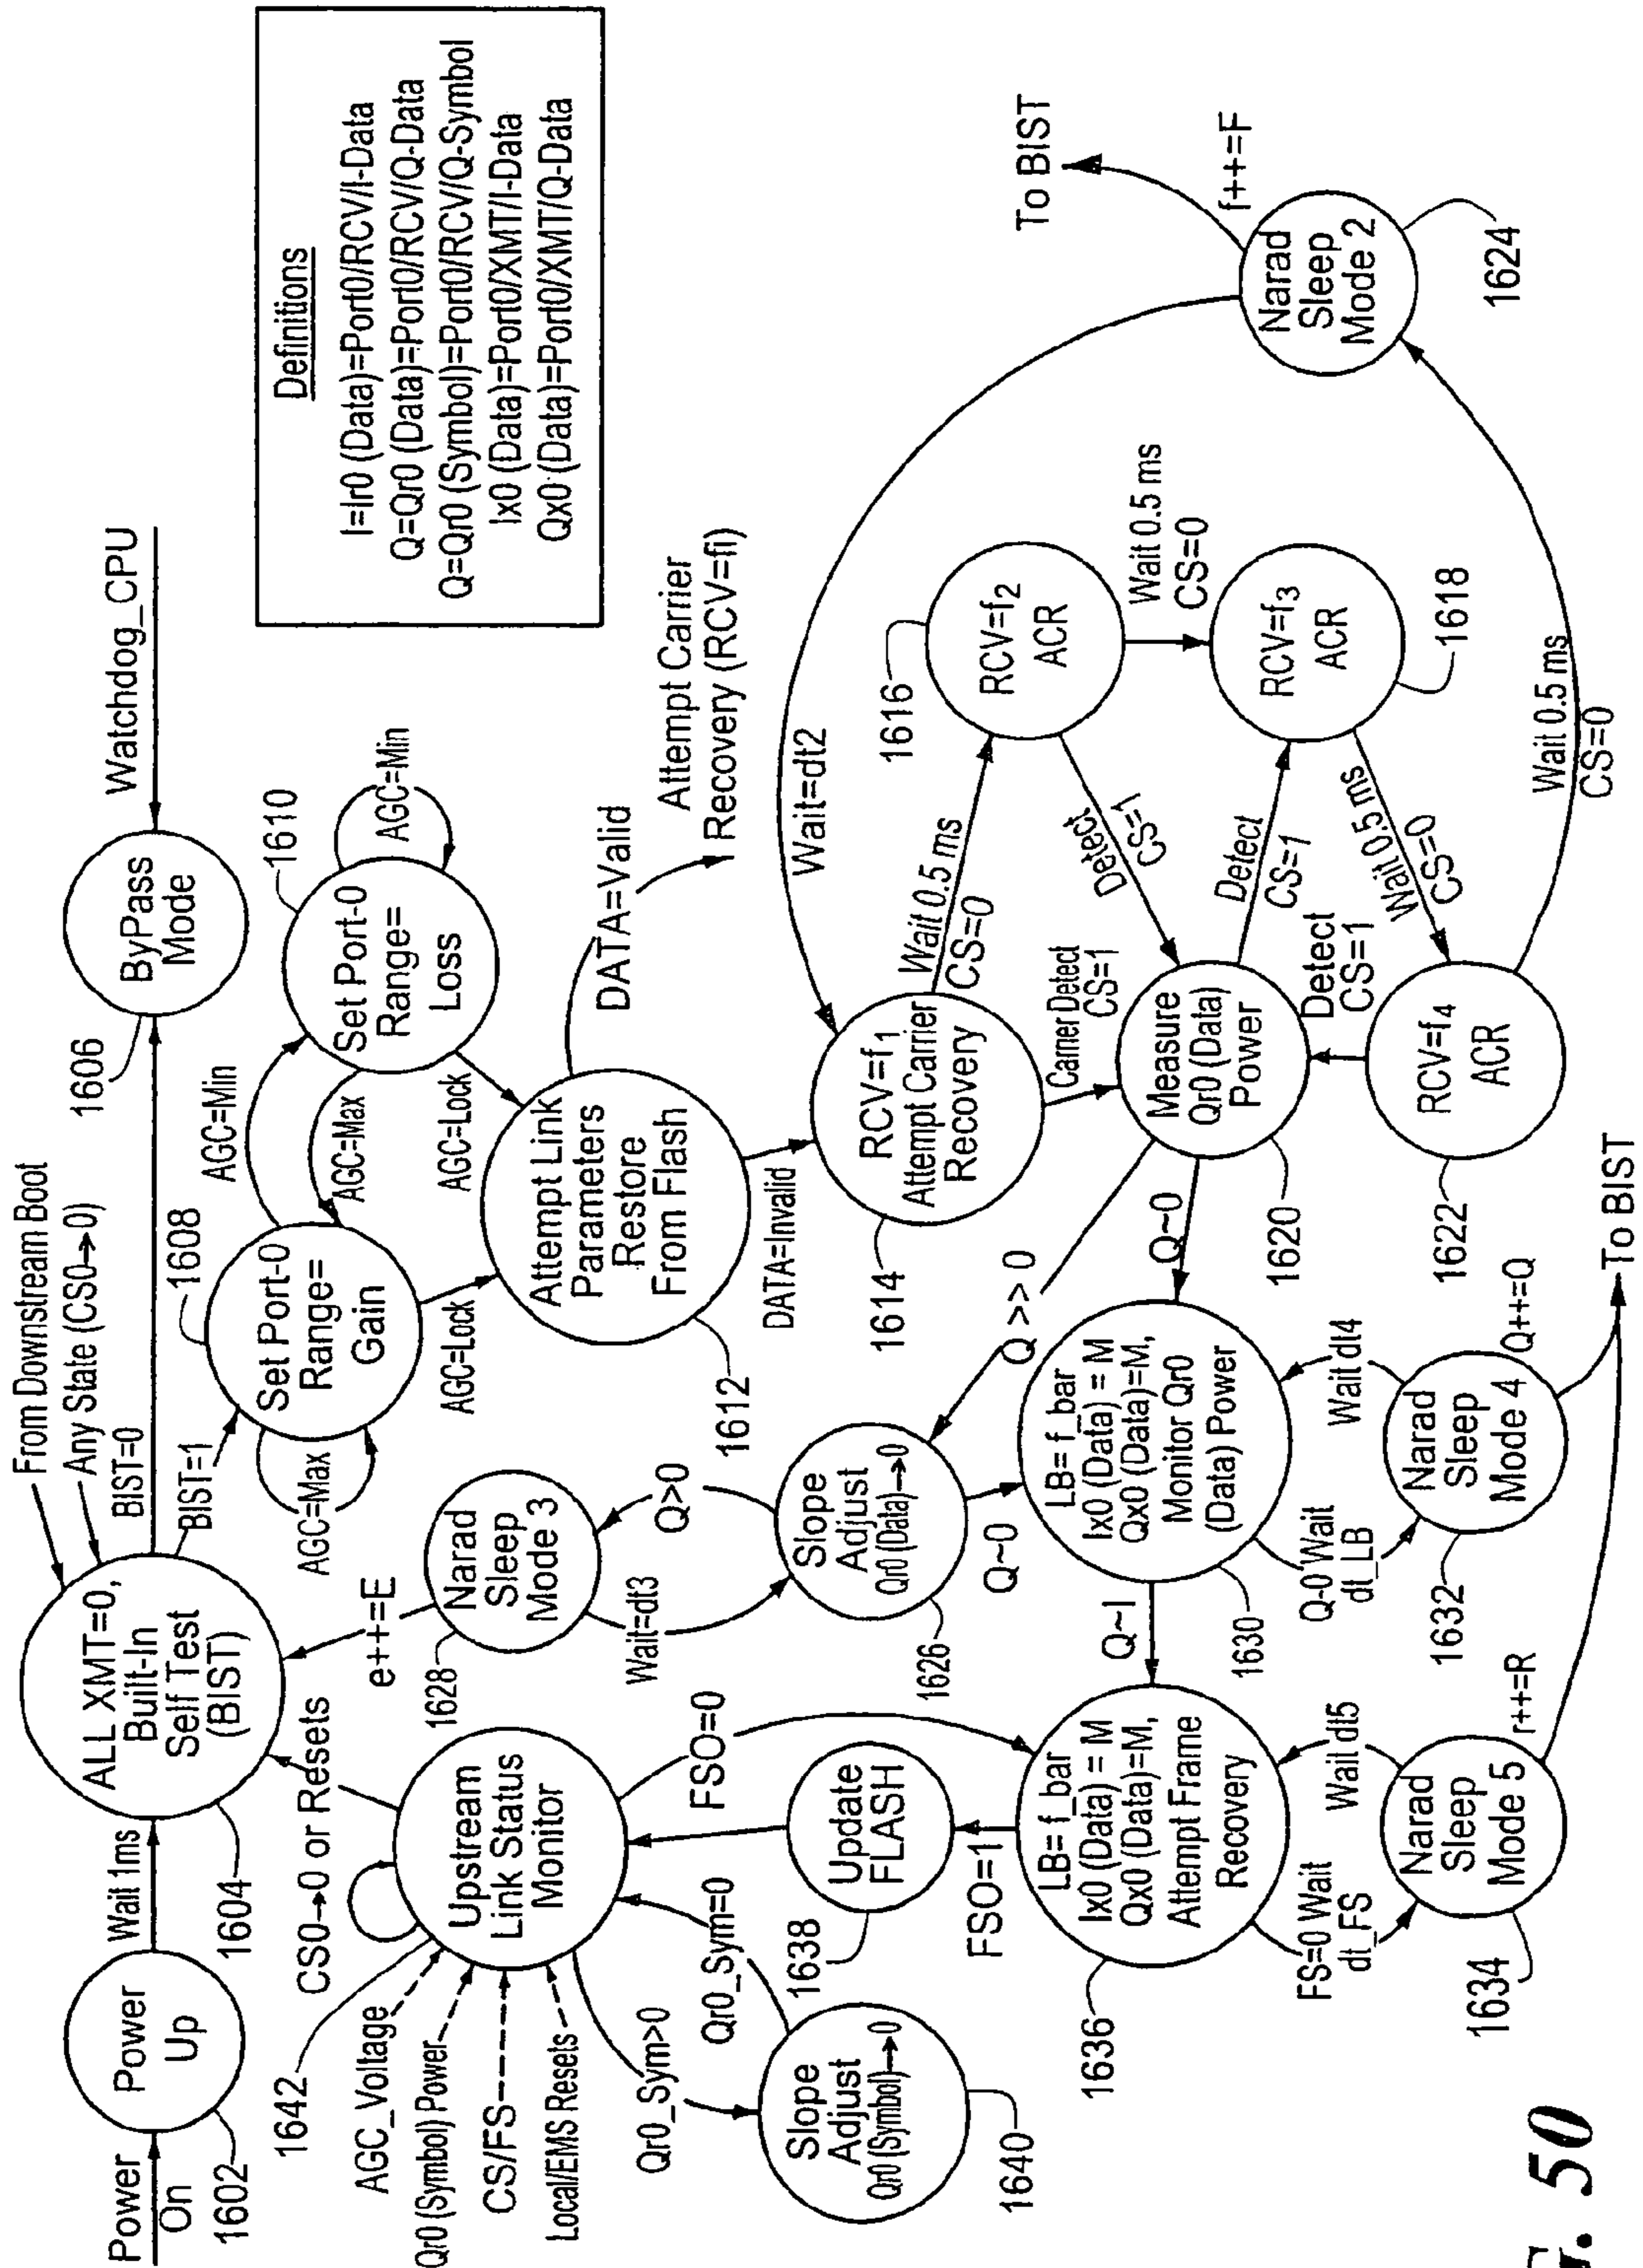 Power
On
1602
Power
Up
Wait 1ms
1604
From Downstream Boot
Any State (CS0→0)
ALL XMT=0,
Built-In
Self Test
(BIST)
BIST=0
BIST=1
1606
ByPass
Mode
Watchdog_CPU
1608
Set Port-0
Range=
Gain
AGC=Max
AGC=Min
AGC=Max
1610
Set Port-0
Range=
Loss
AGC=Min
AGC=Lock
AGC=Lock
1612
Attempt Link
Parameters
Restore
From Flash
DATA=Valid
Attempt Carrier
Recovery (RCV=fi)
DATA=Invalid
Definitions
I=Ir0 (Data)=Port0/RCV/I-Data
Q=Qr0 (Data)=Port0/RCV/Q-Data
Q=Qr0 (Symbol)=Port0/RCV/Q-Symbol
Ix0 (Data)=Port0/XMT/I-Data
Qx0 (Data)=Port0/XMT/Q-Data
CS0→0 or Resets
1642
AGC_Voltage
Qr0 (Symbol) Power
CS/FS
Local/EMS Resets
Upstream
Link Status
Monitor
e++=E
1628
Narad
Sleep
Mode 3
Wait=dt3
Q>0
1626
Slope
Adjust
Qr0 (Data)→0
Q~0
Q>>0
1614
RCV=f1
Attempt Carrier
Recovery
Wait=dt2
Wait 0.5 ms
CS=0
1616
RCV=f2
ACR
Wait 0.5 ms
CS=0
Detect
CS=1
Carrier Detect
CS=1
1620
Measure
Qr0 (Data)
Power
Detect
CS=1
1618
RCV=f3
ACR
Wait 0.5 ms
CS=0
Detect
CS=1
1622
RCV=f4
ACR
Wait 0.5 ms
CS=0
1624
Narad
Sleep
Mode 2
f++=F
To BIST
Q~0
1630
LB= f_bar
Ix0 (Data) = M
Qx0 (Data)=M,
Monitor Qr0
(Data) Power
Q-0 Wait
dt_LB
Wait dt4
1632
Narad
Sleep
Mode 4
Q++=Q
To BIST
Q~I
1636
LB= f_bar
Ix0 (Data) = M
Qx0 (Data)=M,
Attempt Frame
Recovery
FS=0 Wait
dt_FS
Wait dt5
1634
Narad
Sleep
Mode 5
r++=R
FSO=0
FSO=1
1638
Update
FLASH
Qr0_Sym=0
Qr0_Sym>0
1640
Slope
Adjust
Qr0 (Symbol)→0
50